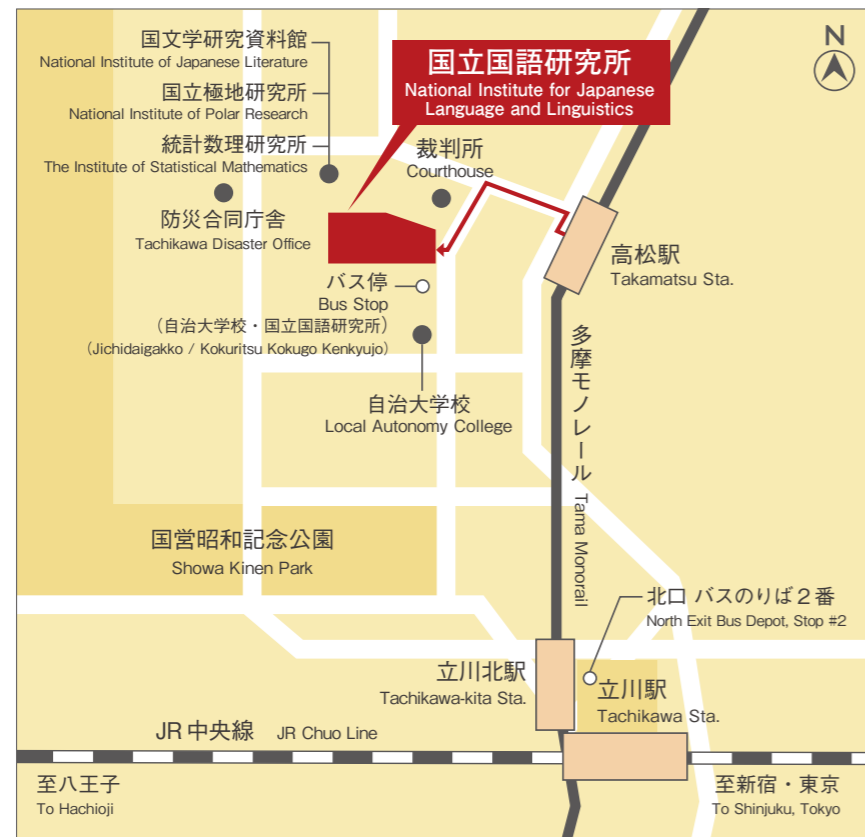 国文学研究資料館
National Institute of Japanese Literature
国立極地研究所
National Institute of Polar Research
統計数理研究所
The Institute of Statistical Mathematics
国立国語研究所
National Institute for Japanese
Language and Linguistics
N
裁判所
Courthouse
防災合同庁舎
Tachikawa Disaster Office
高松駅
Takamatsu Sta.
バス停
Bus Stop
(自治大学校・国立国語研究所)
(Jichidaigakko / Kokuritsu Kokugo Kenkyujo)
自治大学校
Local Autonomy College
多摩モノレール Tama Monorail
国営昭和記念公園
Showa Kinen Park
北口 バスのりば2番
North Exit Bus Depot, Stop #2
立川北駅
Tachikawa-kita Sta.
立川駅
Tachikawa Sta.
JR中央線 JR Chuo Line
至八王子
To Hachioji
至新宿・東京
To Shinjuku, Tokyo